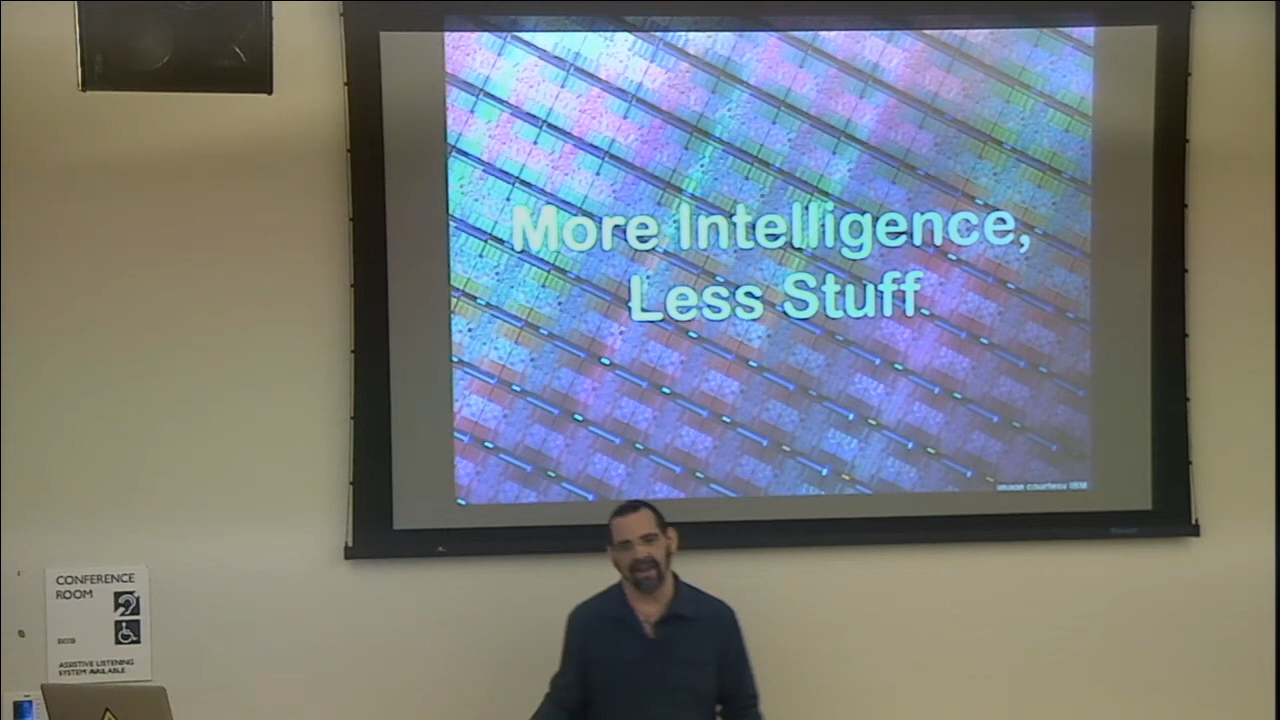 More Intelligence,
Less Stuff
image courtesy IBM
CONFERENCE
ROOM
ASSISTIVE LISTENING
SYSTEM AVAILABLE